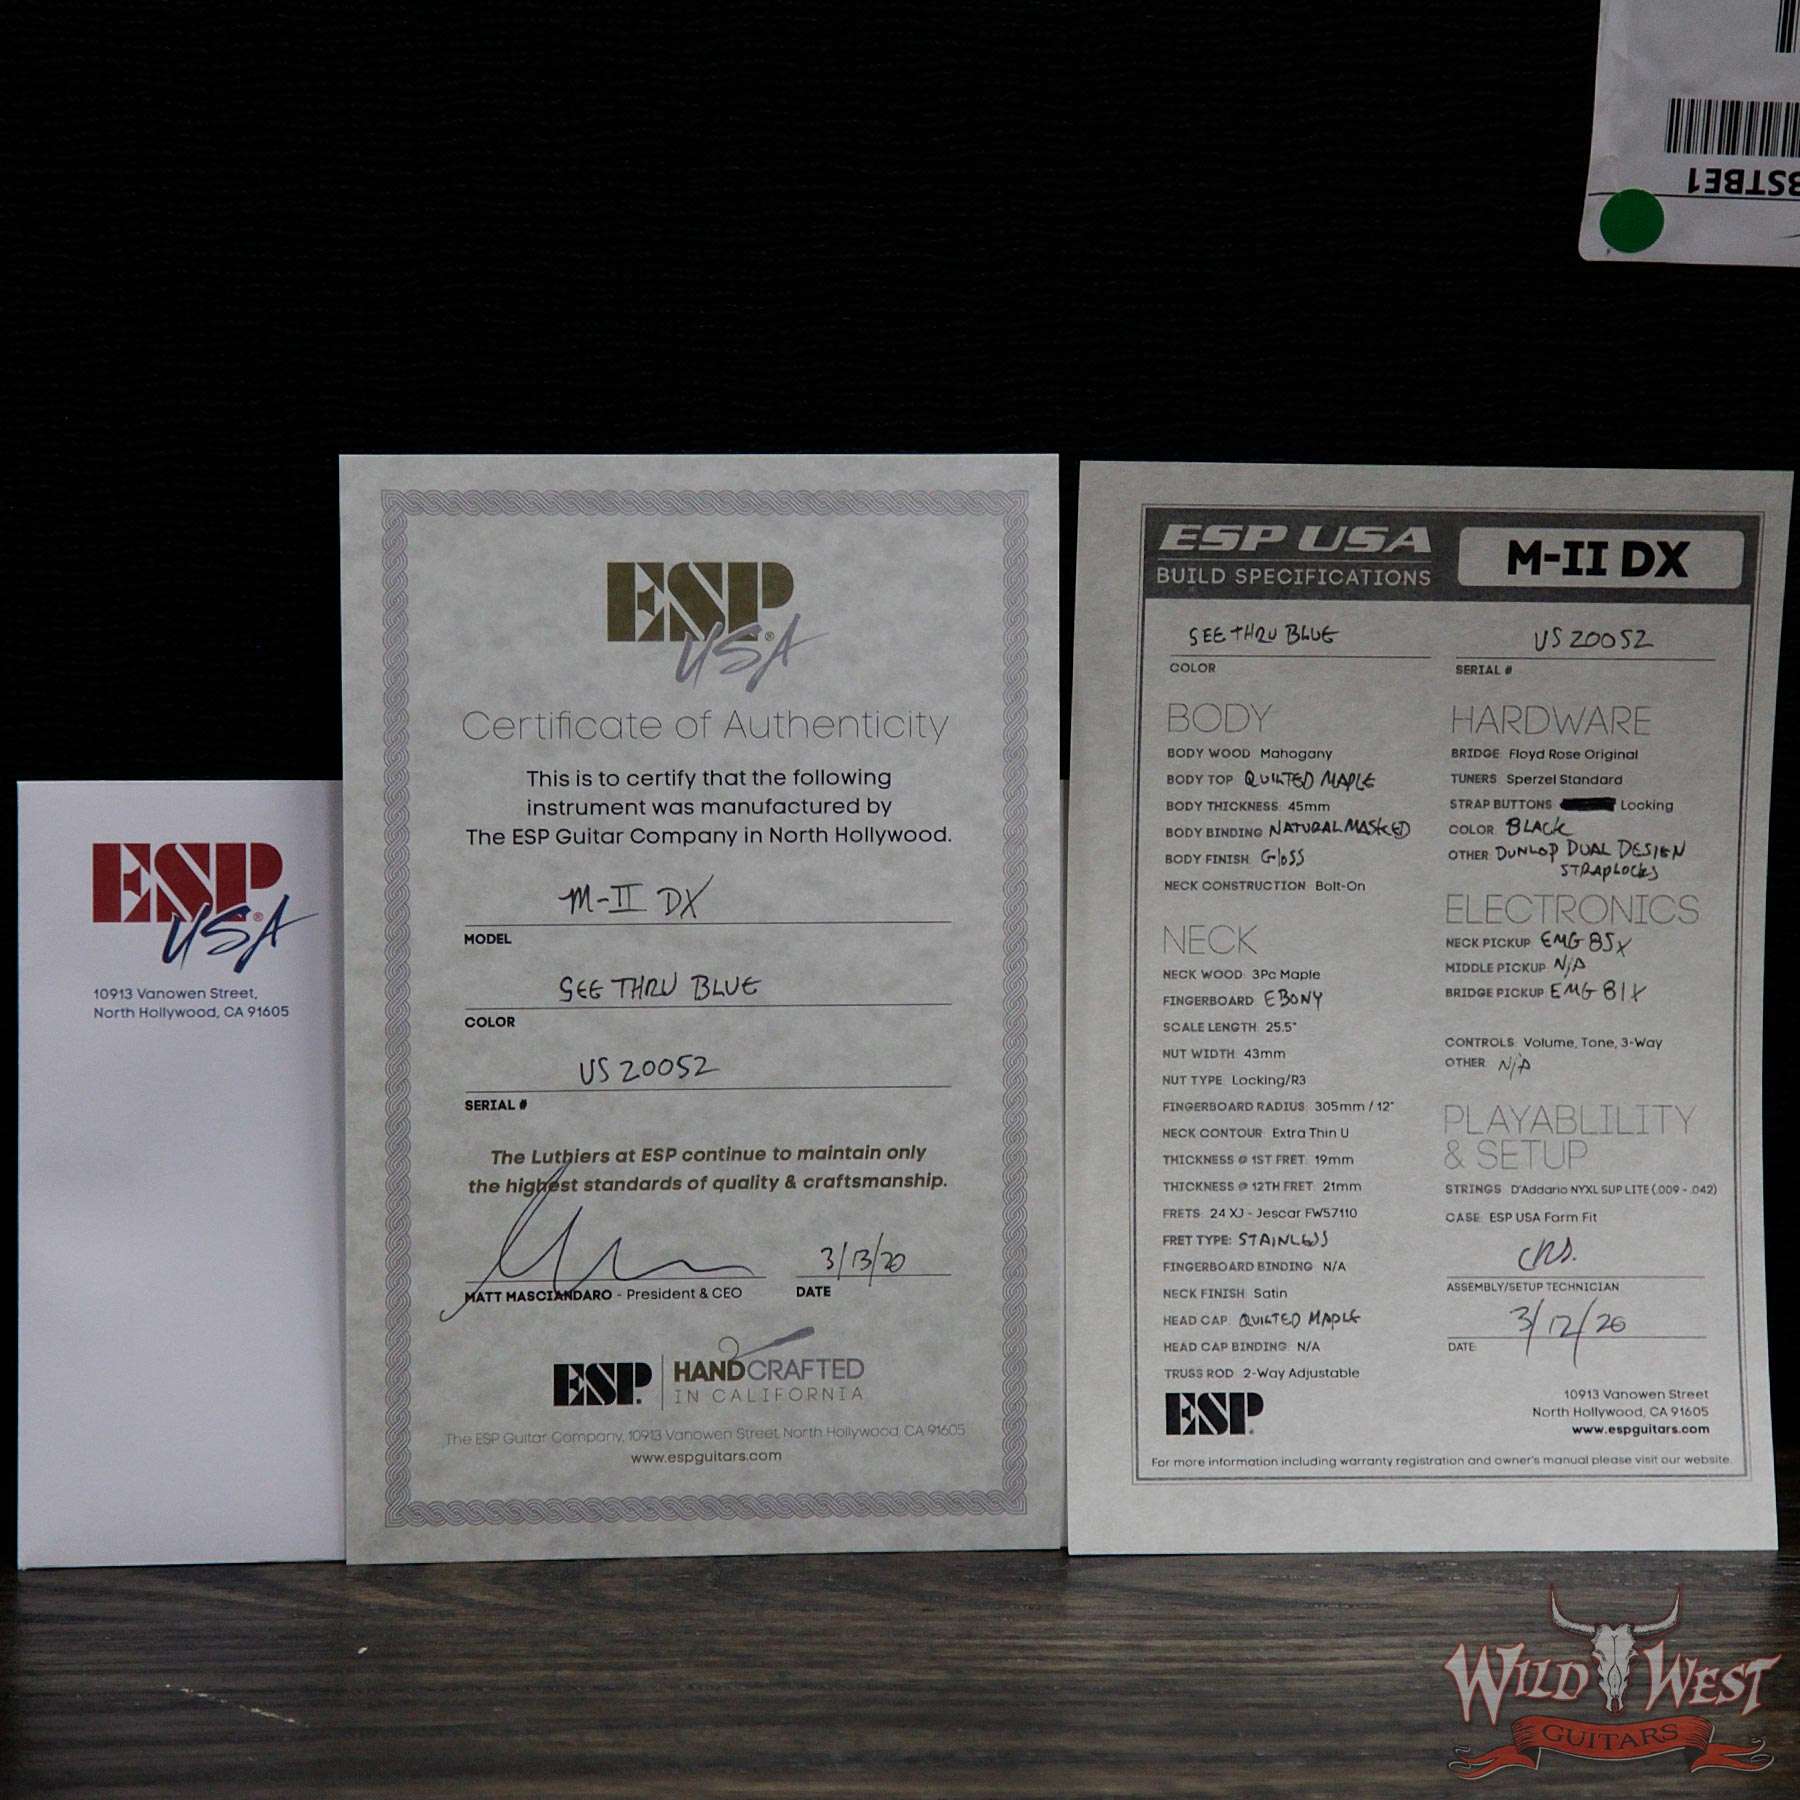 BSTBE1
ESP
USA
10913 Vanowen Street,
North Hollywood, CA 91605
ESP
USA
Certificate of Authenticity
This is to certify that the following
instrument was manufactured by
The ESP Guitar Company in North Hollywood.
M-II DX
MODEL
SEE THRU BLUE
COLOR
US 20052
SERIAL #
The Luthiers at ESP continue to maintain only
the highest standards of quality & craftsmanship.
3/13/20
MATT MASCIANDARO - President & CEO DATE
ESP. HANDCRAFTED
IN CALIFORNIA
The ESP Guitar Company, 10913 Vanowen Street North Hollywood, CA 91605
www.espguitars.com
ESP USA
BUILD SPECIFICATIONS
M-II DX
SEE THRU BLUE
COLOR
US 20052
SERIAL #
BODY
BODY WOOD: Mahogany
BODY TOP: QUILTED MAPLE
BODY THICKNESS: 45mm
BODY BINDING: NATURAL MASKED
BODY FINISH: Gloss
NECK CONSTRUCTION: Bolt-On
NECK
NECK WOOD: 3Pc Maple
FINGERBOARD: EBONY
SCALE LENGTH: 25.5"
NUT WIDTH: 43mm
NUT TYPE: Locking/R3
FINGERBOARD RADIUS: 305mm / 12"
NECK CONTOUR: Extra Thin U
THICKNESS @ 1ST FRET: 19mm
THICKNESS @ 12TH FRET: 21mm
FRETS: 24 XJ - Jescar FW57110
FRET TYPE: STAINLESS
FINGERBOARD BINDING: N/A
NECK FINISH: Satin
HEAD CAP: QUILTED MAPLE
HEAD CAP BINDING: N/A
TRUSS ROD: 2-Way Adjustable
HARDWARE
BRIDGE: Floyd Rose Original
TUNERS: Sperzel Standard
STRAP BUTTONS: Locking
COLOR: BLACK
OTHER: DUNLOP DUAL DESIGN
STRAPLOCKS
ELECTRONICS
NECK PICKUP: EMG 85X
MIDDLE PICKUP: N/A
BRIDGE PICKUP: EMG 81X
CONTROLS: Volume, Tone, 3-Way
OTHER: N/A
PLAYABLILITY
& SETUP
STRINGS: D'Addario NYXL SUP LITE (.009 - .042)
CASE: ESP USA Form Fit
ASSEMBLY/SETUP TECHNICIAN
3/12/20
DATE:
ESP.
10913 Vanowen Street
North Hollywood, CA 91605
www.espguitars.com
For more information including warranty registration and owner's manual please visit our website.
WILD WEST
GUITARS